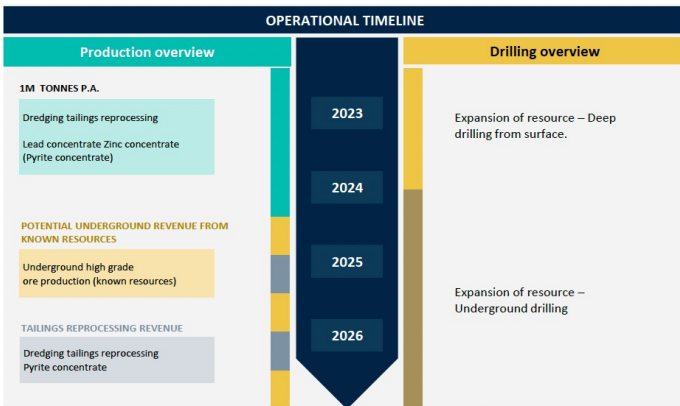 OPERATIONAL TIMELINE
Production overview
Drilling overview
1M TONNES P.A.
Dredging tailings reprocessing
Lead concentrate Zinc concentrate
(Pyrite concentrate)
POTENTIAL UNDERGROUND REVENUE FROM
KNOWN RESOURCES
Underground high grade
ore production (known resources)
TAILINGS REPROCESSING REVENUE
Dredging tailings reprocessing
Pyrite concentrate
2023
2024
2025
2026
Expansion of resource – Deep
drilling from surface.
Expansion of resource –
Underground drilling